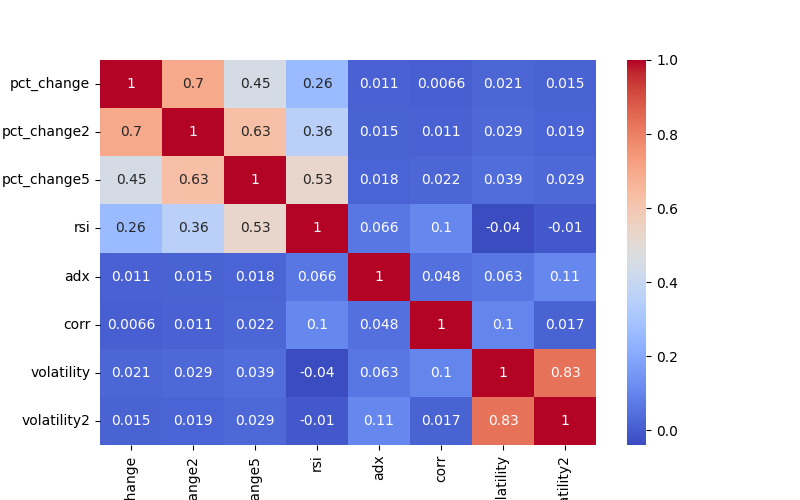 pct_change 1 0.7 0.45 0.26 0.011 0.0066 0.021 0.015
pct_change2 0.7 1 0.63 0.36 0.015 0.011 0.029 0.019
pct_change5 0.45 0.63 1 0.53 0.018 0.022 0.039 0.029
rsi 0.26 0.36 0.53 1 0.066 0.1 -0.04 -0.01
adx 0.011 0.015 0.018 0.066 1 0.048 0.063 0.11
corr 0.0066 0.011 0.022 0.1 0.048 1 0.1 0.017
volatility 0.021 0.029 0.039 -0.04 0.063 0.1 1 0.83
volatility2 0.015 0.019 0.029 -0.01 0.11 0.017 0.83 1
hange
ange2
ange5
rsi
adx
corr
latility
atility2
1.0
0.8
0.6
0.4
0.2
0.0